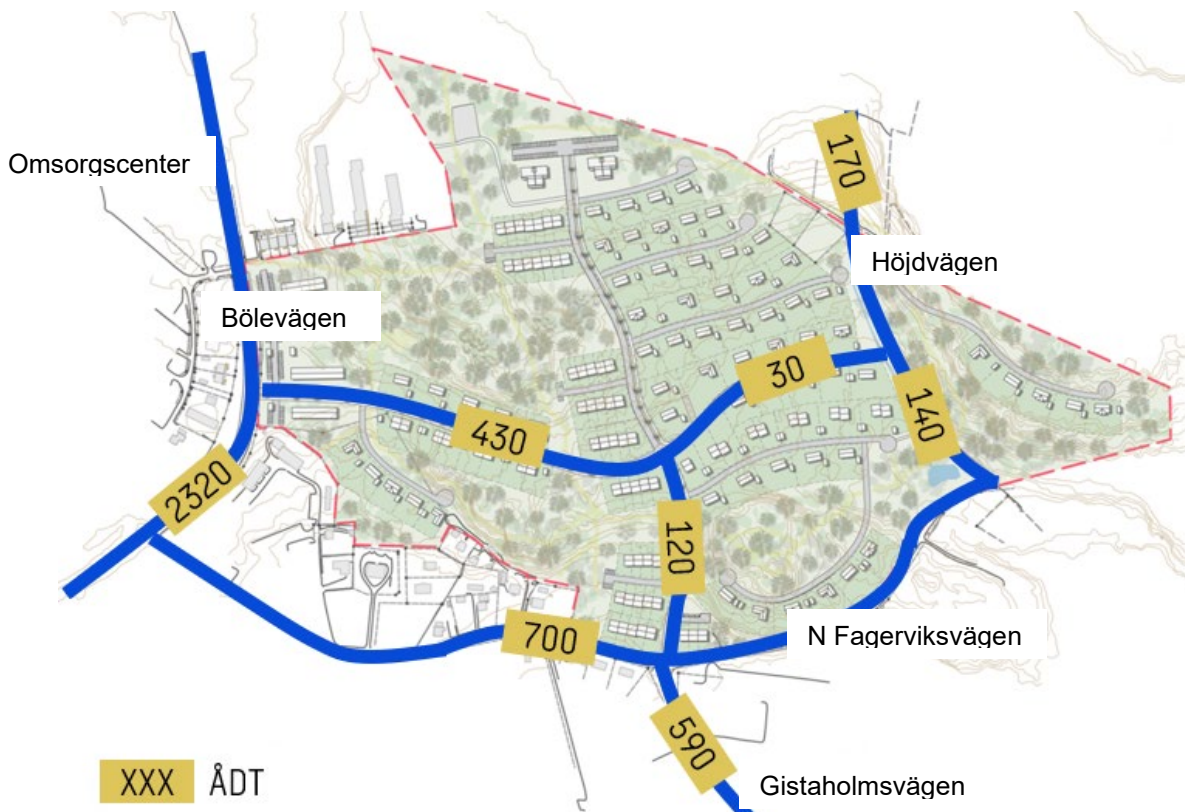 Omsorgscenter
170
Höjdvägen
Bölevägen
30
140
430
2320
120
700
N Fagerviksvägen
590
XXX ÅDT
Gistaholmsvägen